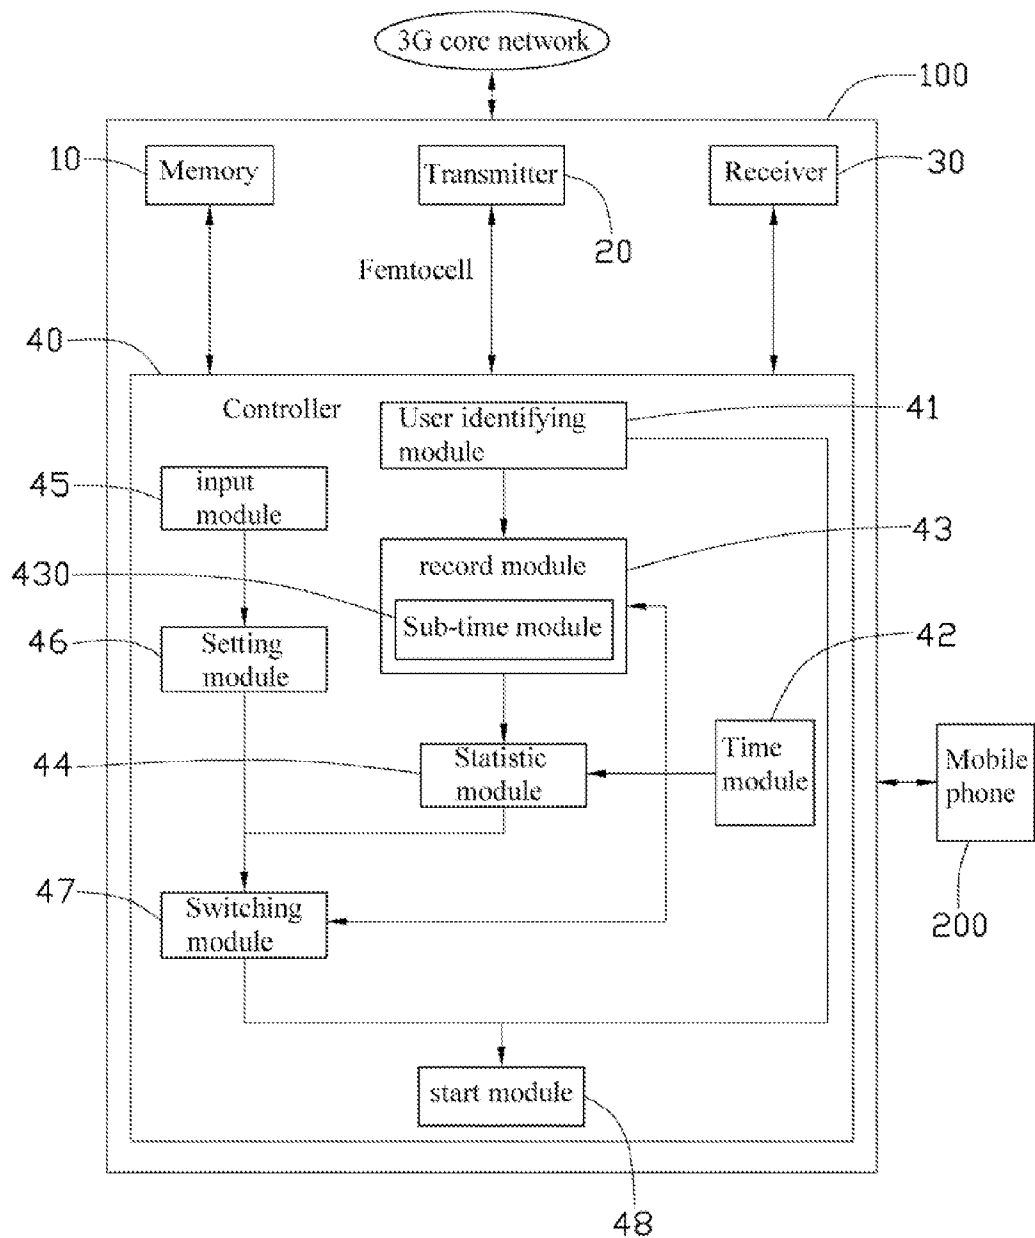 3G core network
100
10
Memory
Transmitter
Receiver
30
20
Femtocell
40
Controller
User identifying
module
41
45
input
module
430
record module
43
Sub-time module
46
Setting
module
42
44
Statistic
module
Time
module
Mobile
phone
47
Switching
module
200
start module
48